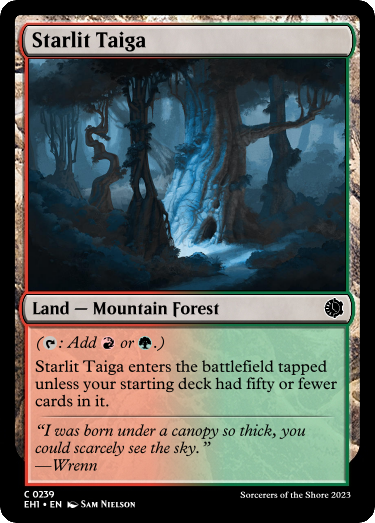 Starlit Taiga
Land — Mountain Forest
(: Add or .)
Starlit Taiga enters the battlefield tapped
unless your starting deck had fifty or fewer
cards in it.
“I was born under a canopy so thick, you
could scarcely see the sky.”
—Wrenn
C 0239
EH1 • EN Sam Nielson
Sorcerers of the Shore 2023